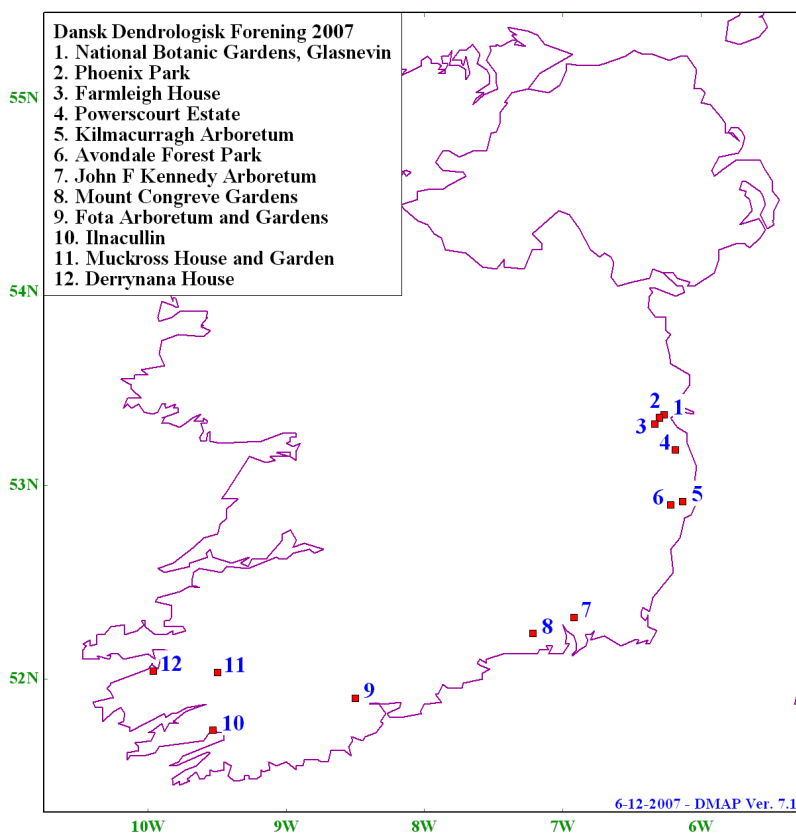 Dansk Dendrologisk Forening 2007
1. National Botanic Gardens, Glasnevin
2. Phoenix Park
3. Farmleigh House
4. Powerscourt Estate
5. Kilmacurragh Arboretum
6. Avondale Forest Park
7. John F Kennedy Arboretum
8. Mount Congreve Gardens
9. Fota Arboretum and Gardens
10. Ilnacullin
11. Muckross House and Garden
12. Derrynana House
55N
54N
53N
52N
2
1
3
4
6
5
7
8
12
11
9
10
6-12-2007 - DMAP Ver. 7.1
10W
9W
8W
7W
6W